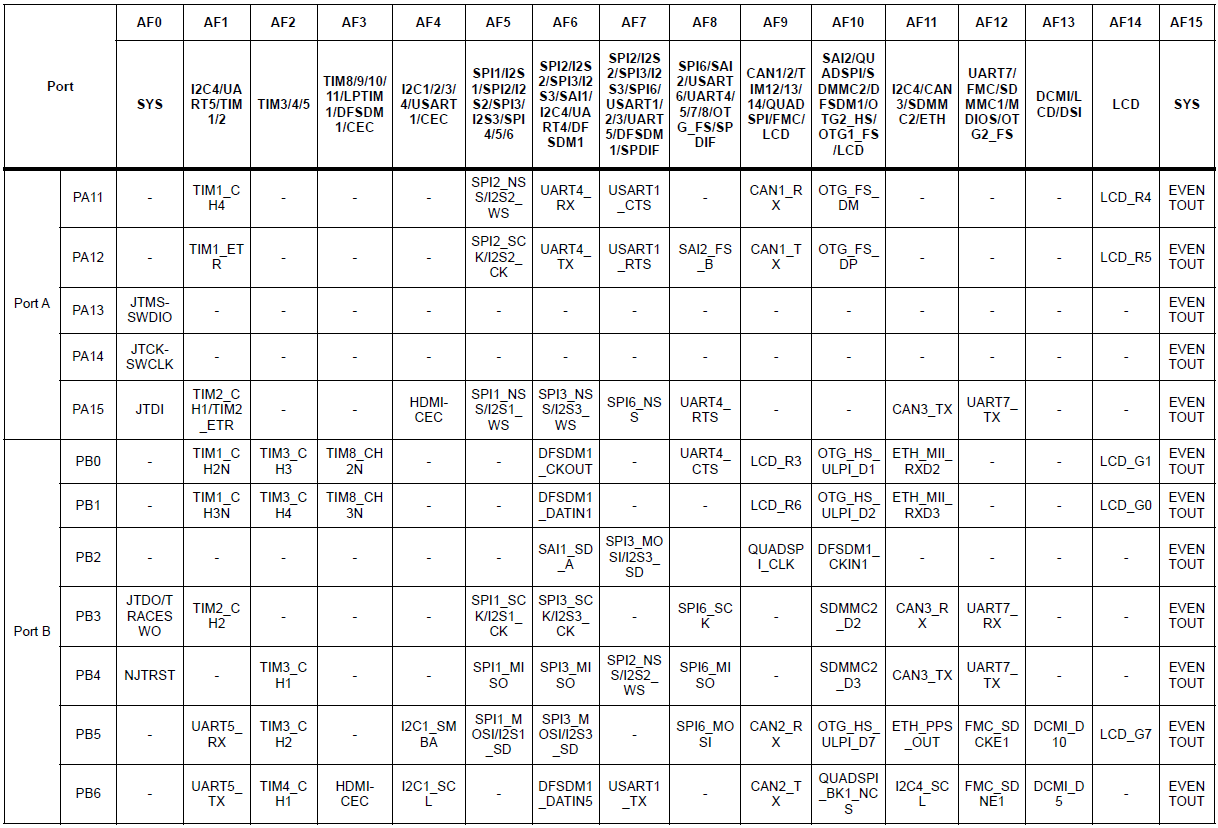 Port AF0 AF1 AF2 AF3 AF4 AF5 AF6 AF7 AF8 AF9 AF10 AF11 AF12 AF13 AF14 AF15
SYS I2C4/UART5/TIM1/2 TIM3/4/5 TIM8/9/10/11/LPTIM1/DFSDM1/CEC I2C1/2/3/4/USART1/CEC SPI1/I2S1/SPI2/I2S2/SPI3/I2S3/SPI4/5/6 SPI2/I2S2/SPI3/I2S3/SAI1/I2C4/UART4/DFSDM1 SPI2/I2S2/SPI3/I2S3/SPI6/USART1/2/3/UART5/DFSDM1/SPDIF SPI6/SAI2/USART6/UART4/5/7/8/OTG_FS/SPDIF CAN1/2/TIM12/13/14/QUADSPI/FMC/LCD SAI2/QUADSPI/SDMMC2/DFSDM1/OTG2_HS/OTG1_FS/LCD I2C4/CAN3/SDMMC2/ETH UART7/FMC/SDMMC1/MDIOS/OTG2_FS DCMI/LCD/DSI LCD SYS
Port A
PA11 - TIM1_CH4 - - - SPI2_NSS/I2S2_WS UART4_RX USART1_CTS - CAN1_RX OTG_FS_DM - - - LCD_R4 EVENTOUT
PA12 - TIM1_ETR - - - SPI2_SCK/I2S2_CK UART4_TX USART1_RTS SAI2_FS_B CAN1_TX OTG_FS_DP - - - LCD_R5 EVENTOUT
PA13 JTMS-SWDIO - - - - - - - - - - - - - - EVENTOUT
PA14 JTCK-SWCLK - - - - - - - - - - - - - - EVENTOUT
PA15 JTDI TIM2_CH1/TIM2_ETR - - HDMI-CEC SPI1_NSS/I2S1_WS SPI3_NSS/I2S3_WS SPI6_NSS UART4_RTS - - CAN3_TX UART7_TX - - EVENTOUT
Port B
PB0 - TIM1_CH2N TIM3_CH3 TIM8_CH2N - - DFSDM1_CKOUT - UART4_CTS LCD_R3 OTG_HS_ULPI_D1 ETH_MII_RXD2 - - LCD_G1 EVENTOUT
PB1 - TIM1_CH3N TIM3_CH4 TIM8_CH3N - - DFSDM1_DATIN1 - - LCD_R6 OTG_HS_ULPI_D2 ETH_MII_RXD3 - - LCD_G0 EVENTOUT
PB2 - - - - - - SAI1_SD_A SPI3_MOSI/I2S3_SD QUADSPI_CLK DFSDM1_CKIN1 - - - - EVENTOUT
PB3 JTDO/TRACESWO TIM2_CH2 - - - SPI1_SCK/I2S1_CK SPI3_SCK/I2S3_CK - SPI6_SCK - SDMMC2_D2 CAN3_RX UART7_RX - - EVENTOUT
PB4 NJTRST - TIM3_CH1 - - SPI1_MISO SPI3_MISO SPI2_NSS/I2S2_WS SPI6_MISO - SDMMC2_D3 CAN3_TX UART7_TX - - EVENTOUT
PB5 - UART5_RX TIM3_CH2 - I2C1_SMBA SPI1_MOSI/I2S1_SD SPI3_MOSI/I2S3_SD - SPI6_MOSI CAN2_RX OTG_HS_ULPI_D7 ETH_PPS_OUT FMC_SDCKE1 DCMI_D10 LCD_G7 EVENTOUT
PB6 - UART5_TX TIM4_CH1 HDMI-CEC I2C1_SCL - DFSDM1_DATIN5 USART1_TX - CAN2_TX QUADSPI_BK1_NCS I2C4_SCL FMC_SDNE1 DCMI_D5 - EVENTOUT